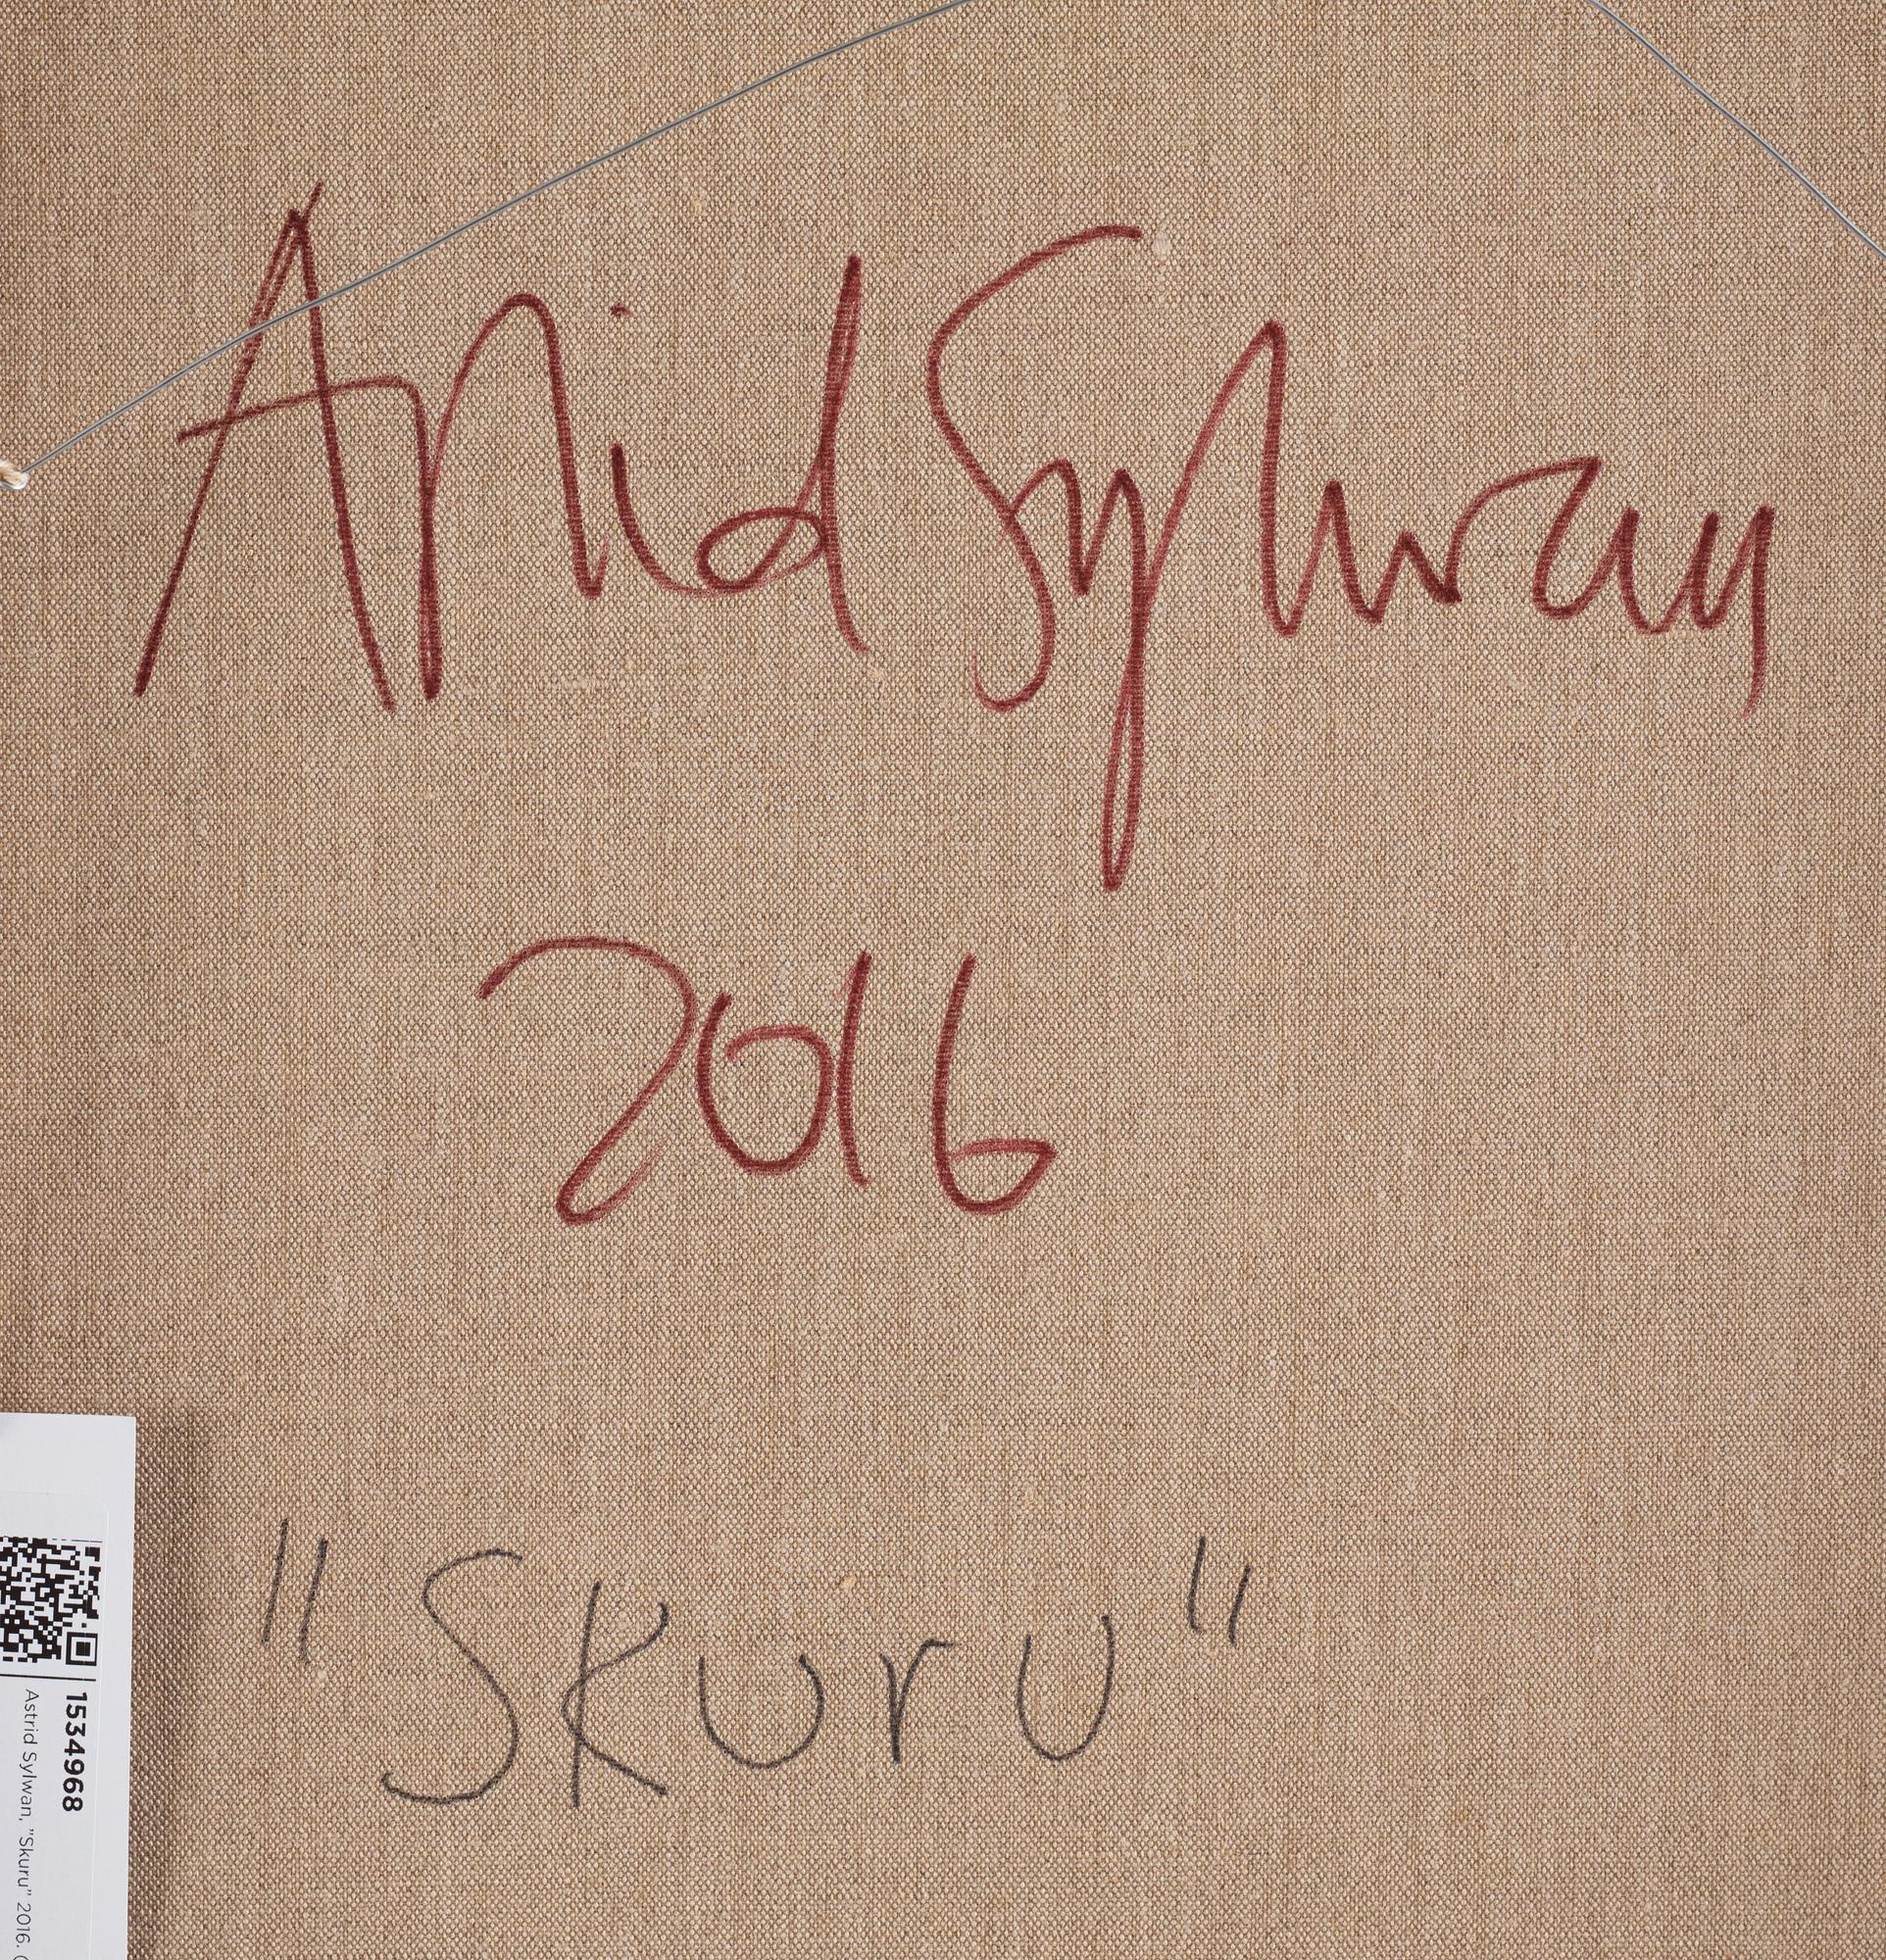 Astrid Sylwan
2016
"Skuru"
1534968
Astrid Sylwan, "Skuru" 2016. (